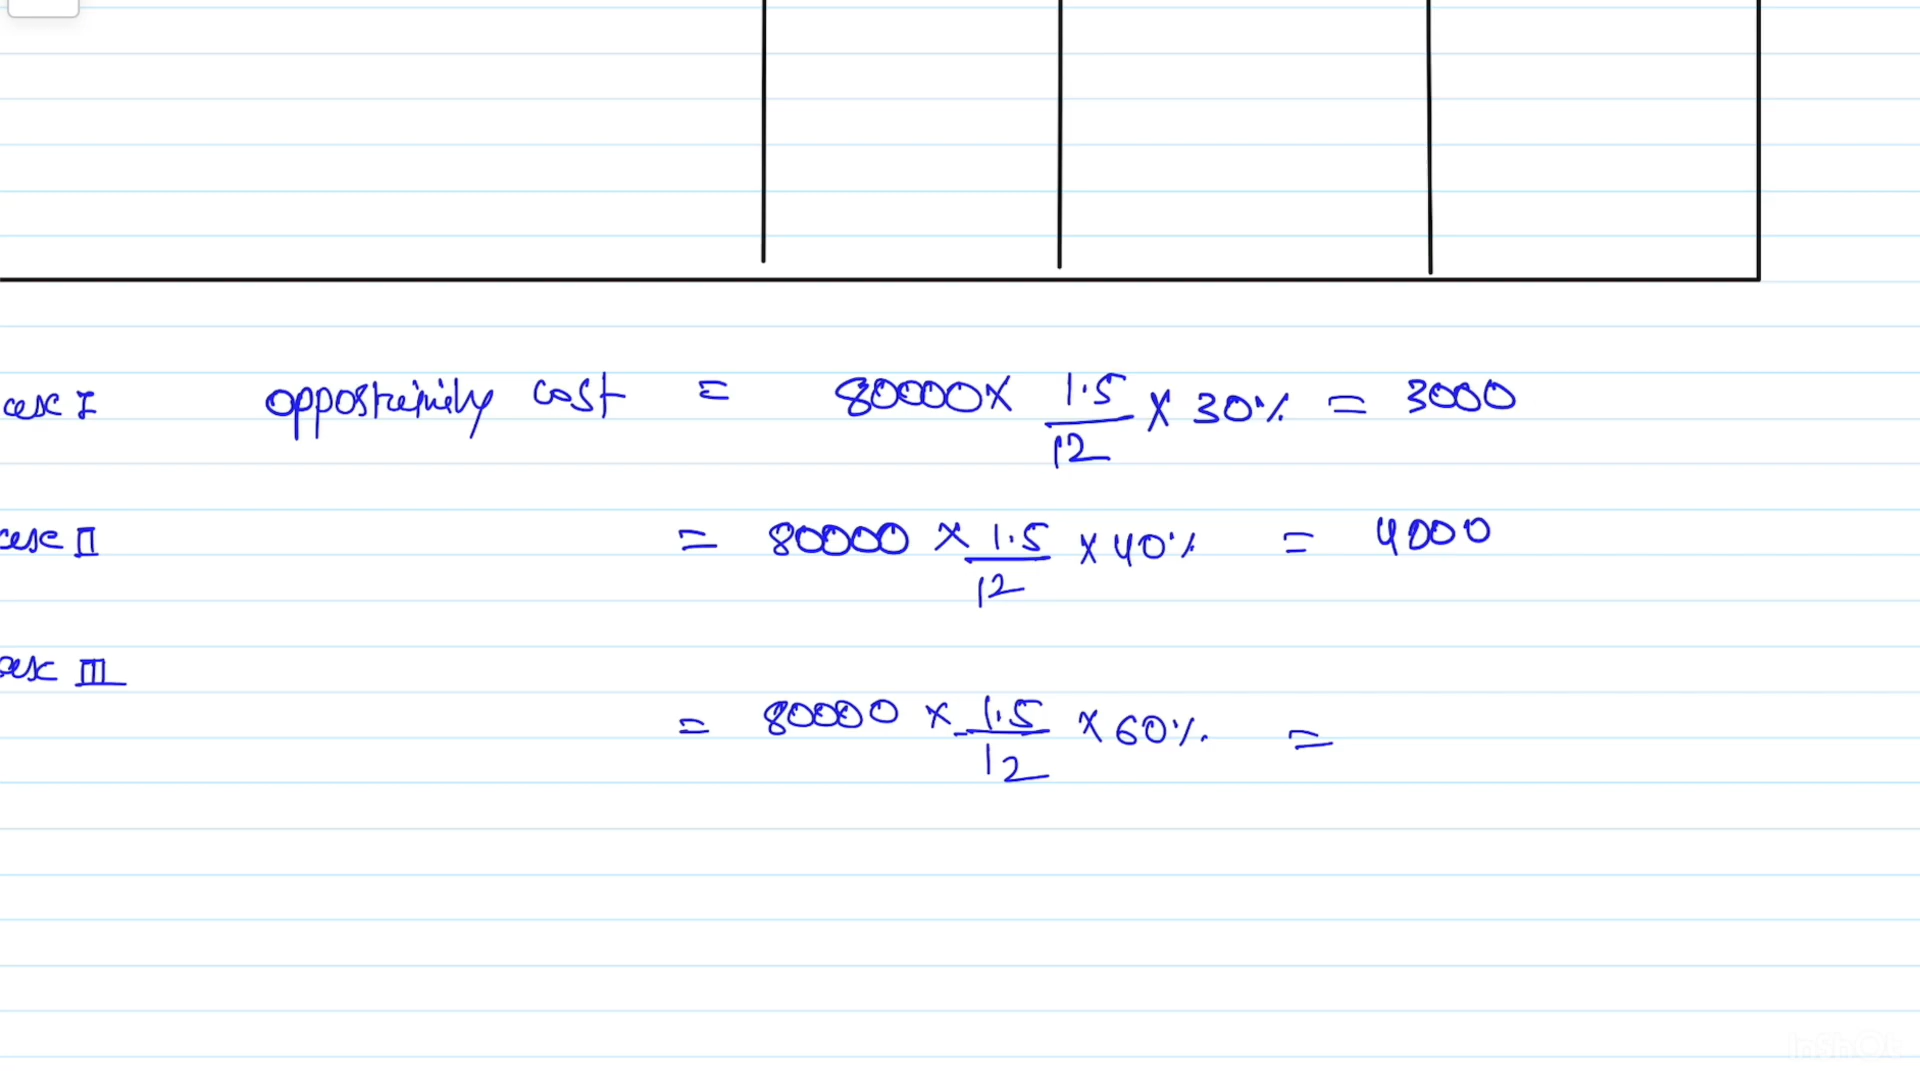 case I opportunity cost = 80000 × 1.5/12 × 30% = 3000
case II = 80000 × 1.5/12 × 40% = 4000
case III
= 80000 × 1.5/12 × 60% =
InShOt